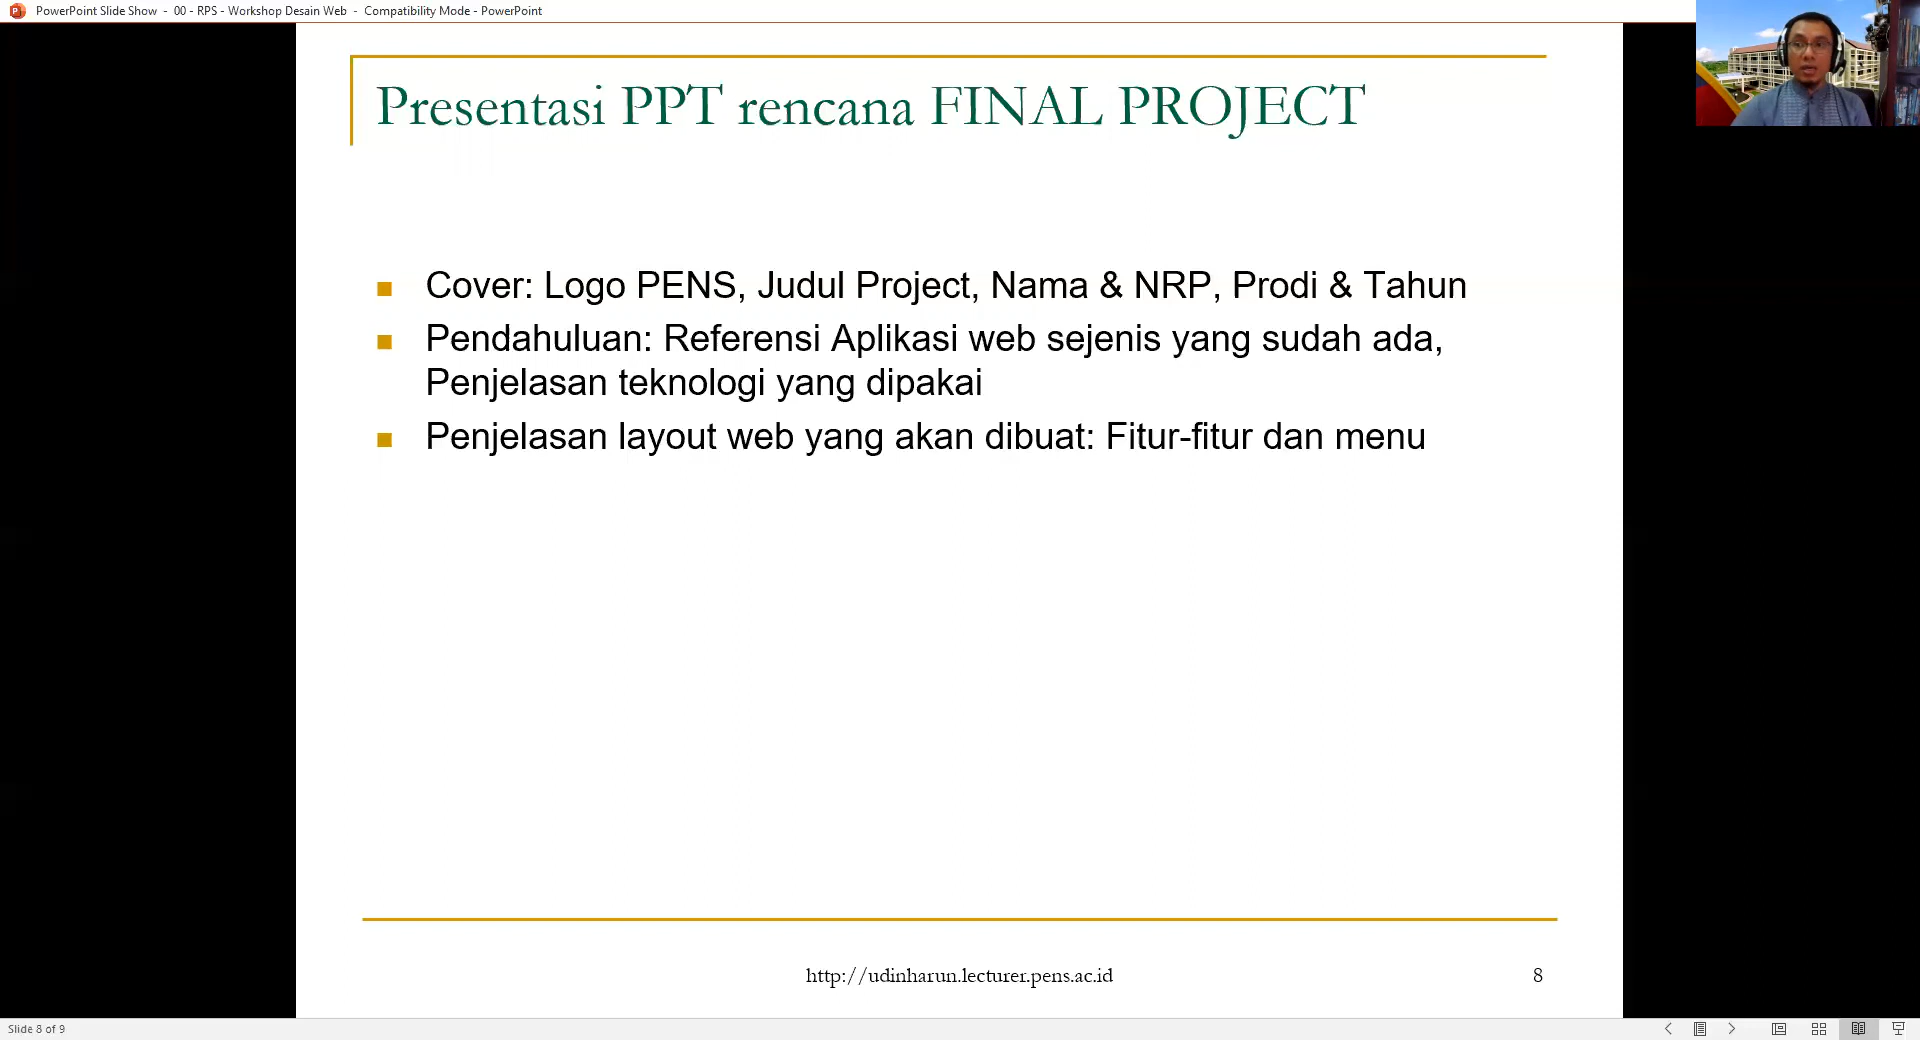 PowerPoint Slide Show - 00 - RPS - Workshop Desain Web - Compatibility Mode - PowerPoint
Presentasi PPT rencana FINAL PROJECT
Cover: Logo PENS, Judul Project, Nama & NRP, Prodi & Tahun
Pendahuluan: Referensi Aplikasi web sejenis yang sudah ada,
Penjelasan teknologi yang dipakai
Penjelasan layout web yang akan dibuat: Fitur-fitur dan menu
http://udinharun.lecturer.pens.ac.id
8
Slide 8 of 9